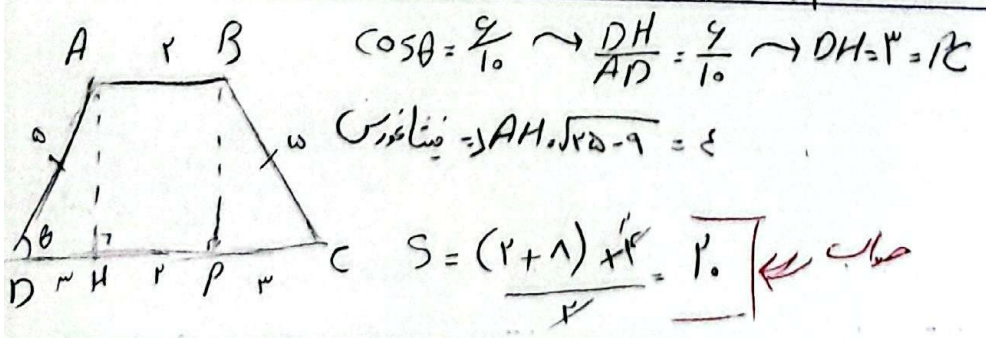 A ۲ B
cosθ = ۶/۱۰ ⤳ DH/AD = ۶/۱۰ ⤳ DH = ۳ = PC
۵ ۵
فیثاغورس ⇒ AH = √۲۵-۹ = ۴
θ
D ۳ H ۲ P ۳ C
S = (۲+۸) × ۴ / ۲ = ۲۰ جواب